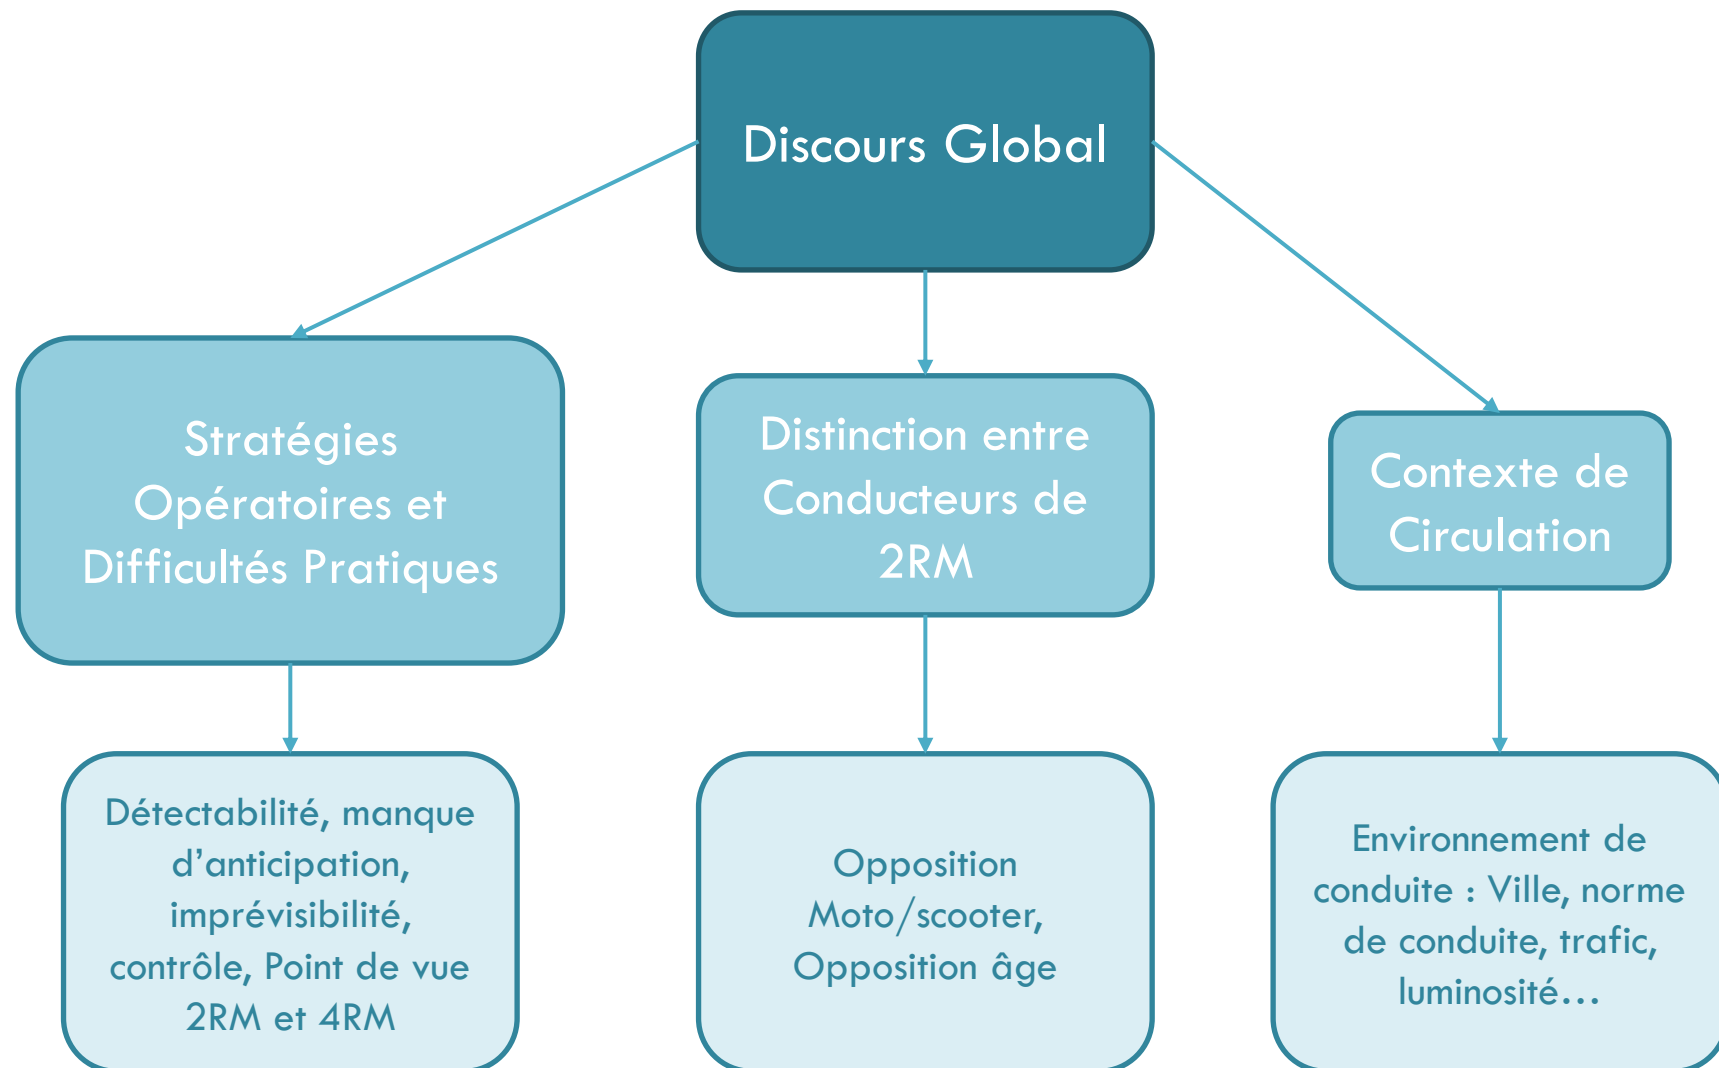 Discours Global
Stratégies
Opératoires et
Difficultés Pratiques
Distinction entre
Conducteurs de
2RM
Contexte de
Circulation
Détectabilité, manque
d’anticipation,
imprévisibilité,
contrôle, Point de vue
2RM et 4RM
Opposition
Moto/scooter,
Opposition âge
Environnement de
conduite : Ville, norme
de conduite, trafic,
luminosité…